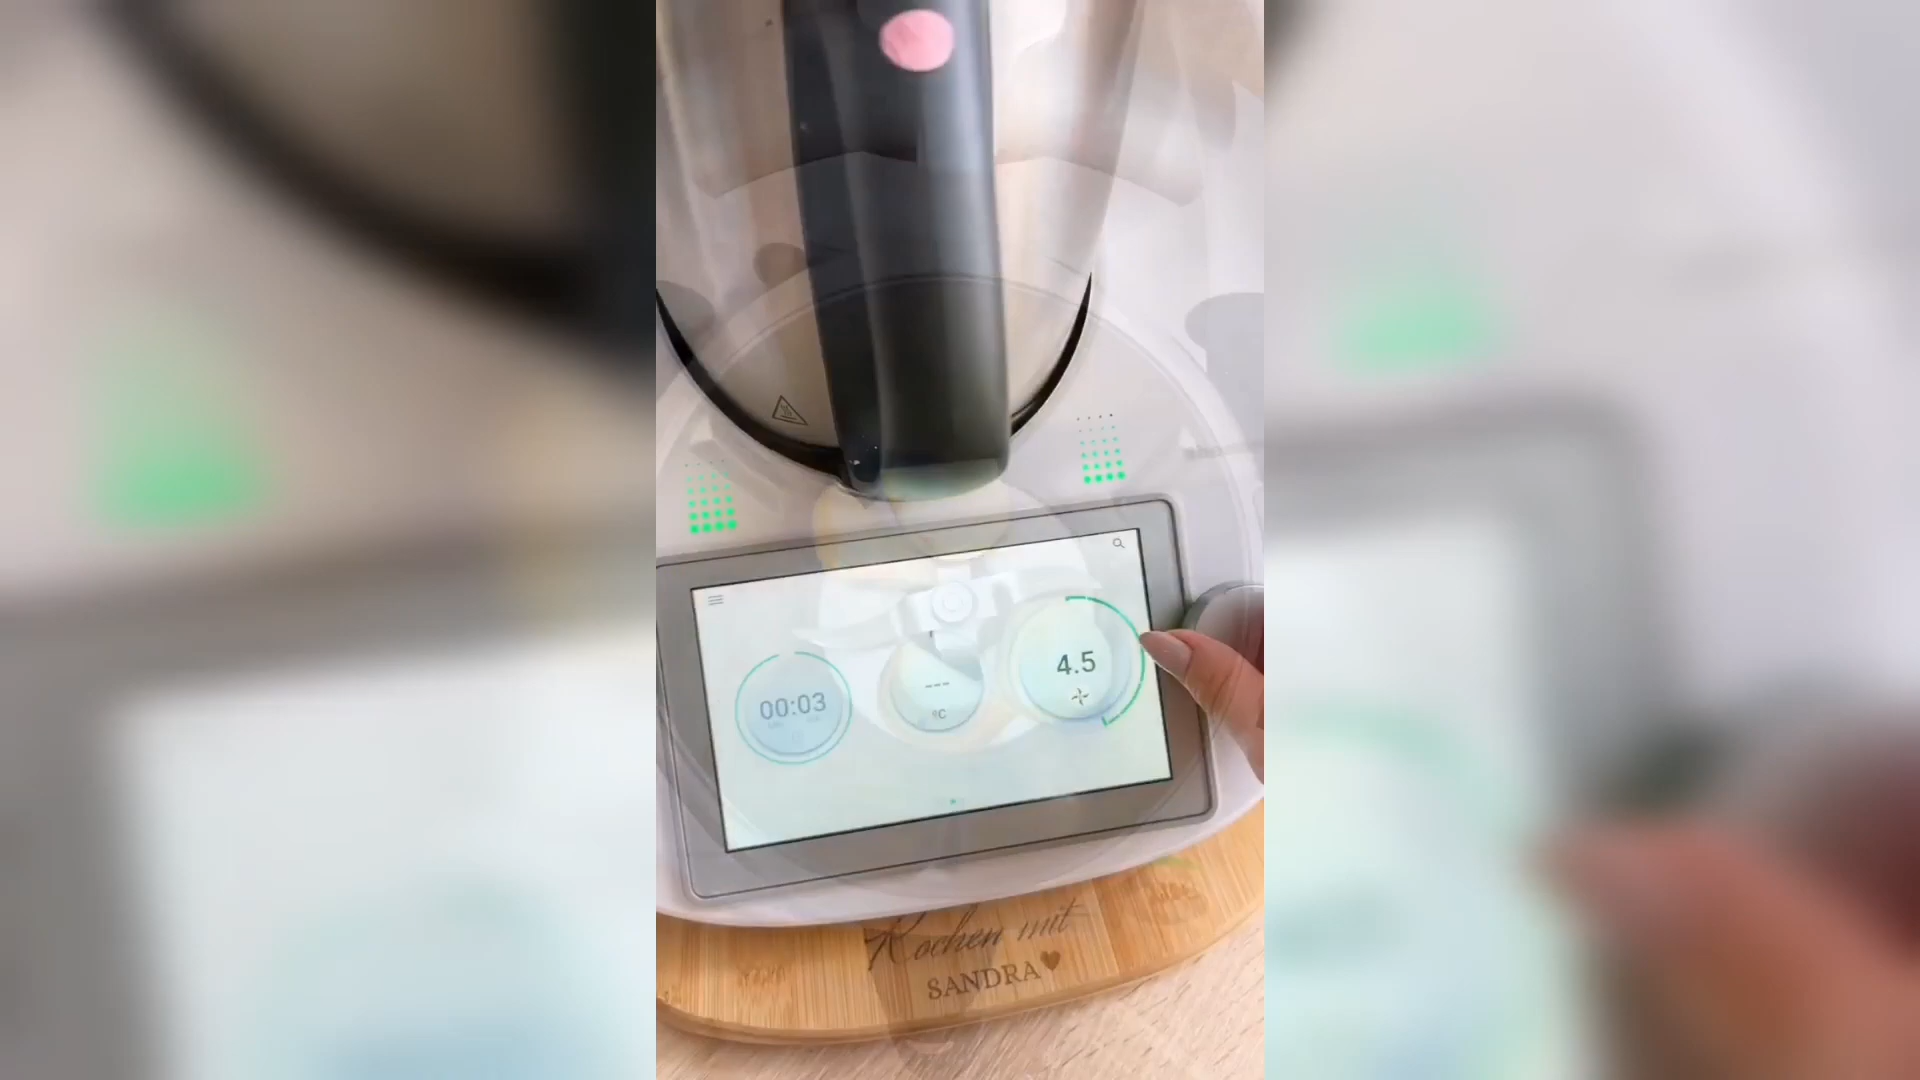 00:03
---
°C
4.5
Kochen mit
SANDRA♥